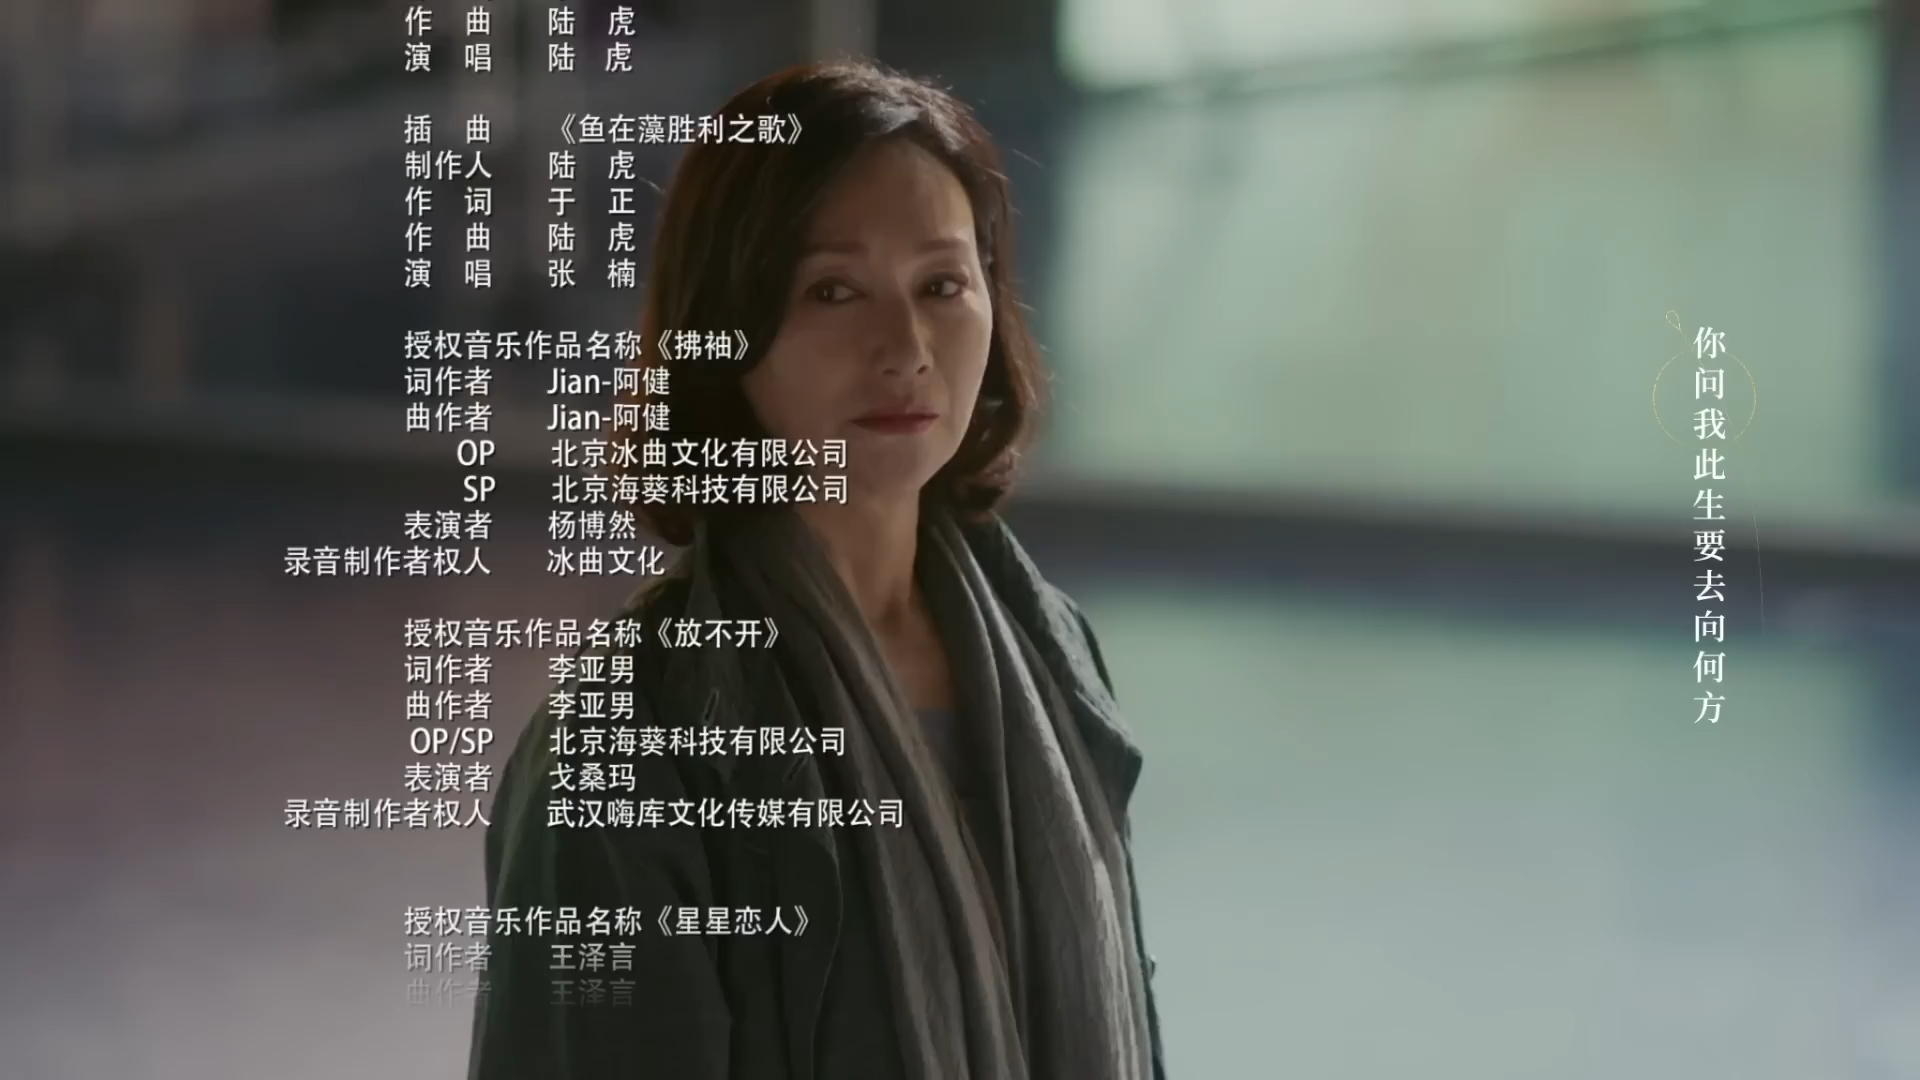 作 曲 陆 虎
演 唱 陆 虎
插 曲 《鱼在藻胜利之歌》
制作人 陆 虎
作 词 于 正
作 曲 陆 虎
演 唱 张 楠
授权音乐作品名称《拂袖》
词作者 Jian-阿健
曲作者 Jian-阿健
OP 北京冰曲文化有限公司
SP 北京海葵科技有限公司
表演者 杨博然
录音制作者权人 冰曲文化
授权音乐作品名称《放不开》
词作者 李亚男
曲作者 李亚男
OP/SP 北京海葵科技有限公司
表演者 戈桑玛
录音制作者权人 武汉嗨库文化传媒有限公司
授权音乐作品名称《星星恋人》
词作者 王泽言
曲作者 王泽言
你问我此生要去向何方